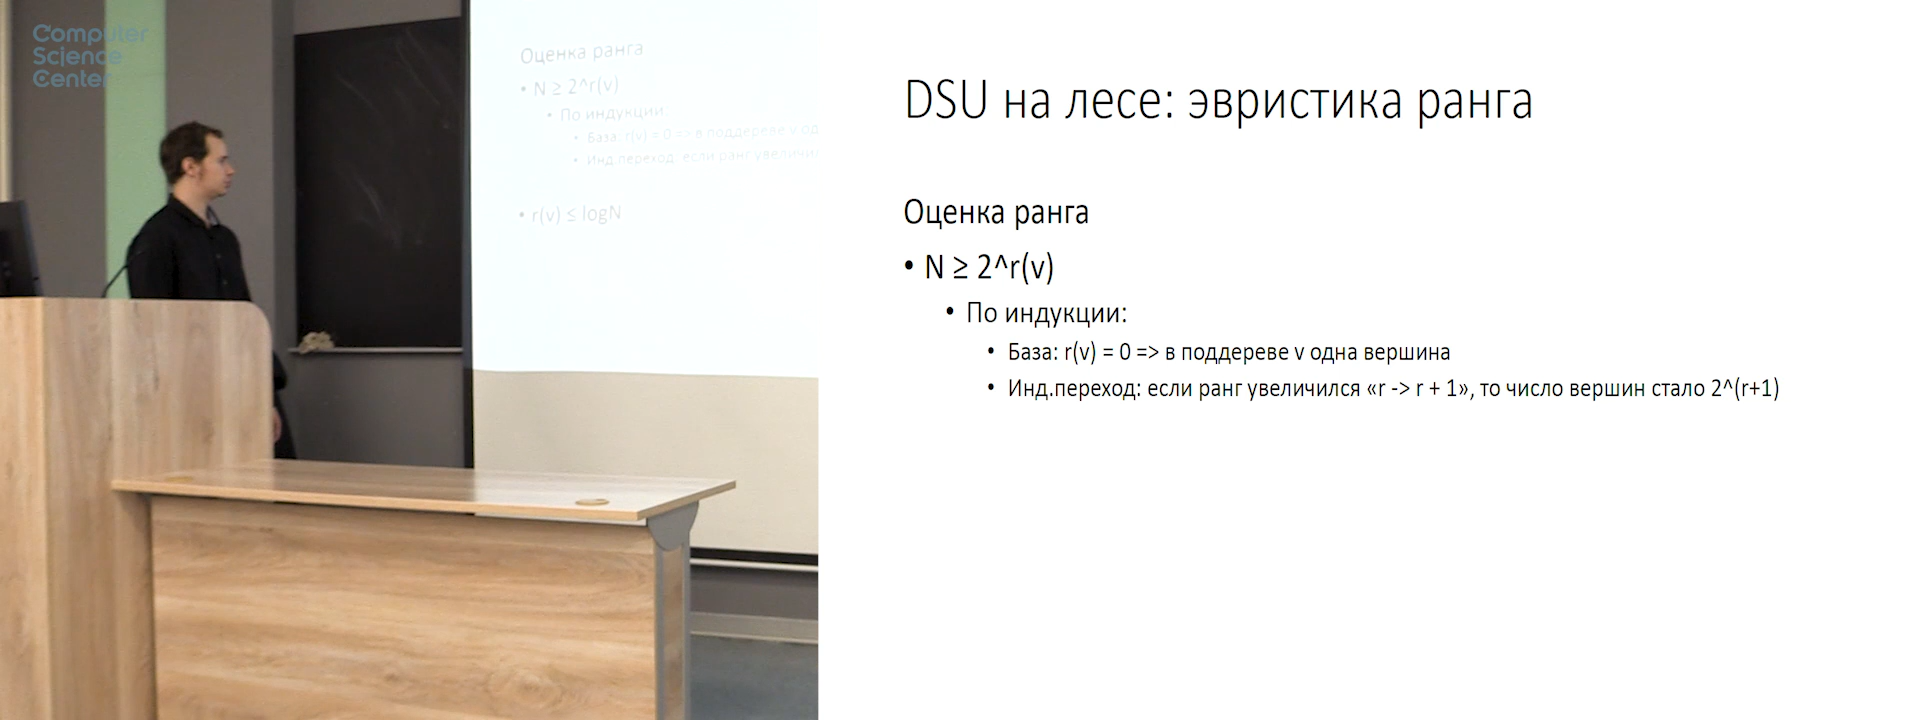 Computer
Science
Center
Оценка ранга
• N ≥ 2^r(v)
• По индукции:
• База: r(v) = 0 => в поддереве v од
• Инд.переход: если ранг увеличил
• r(v) ≤ logN
DSU на лесе: эвристика ранга
Оценка ранга
• N ≥ 2^r(v)
• По индукции:
• База: r(v) = 0 => в поддереве v одна вершина
• Инд.переход: если ранг увеличился «r -> r + 1», то число вершин стало 2^(r+1)